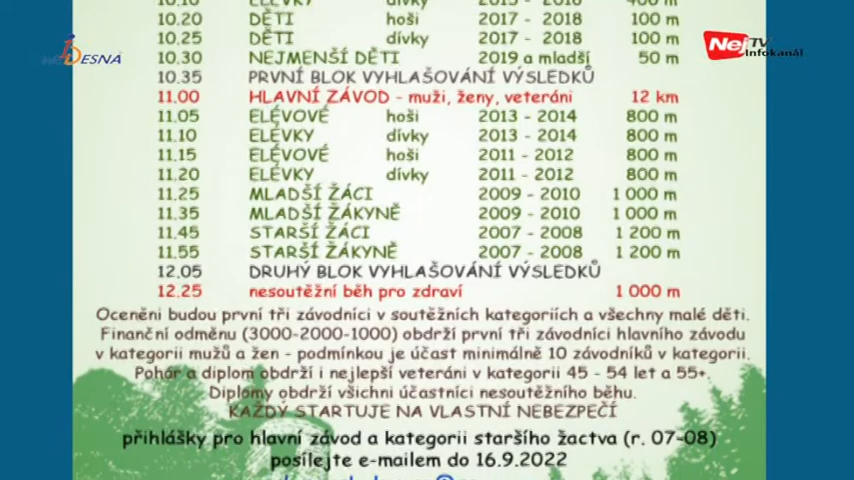 10.10 ELÉVKY dívky 2015 - 2016 400 m
10.20 DĚTI hoši 2017 - 2018 100 m
10.25 DĚTI dívky 2017 - 2018 100 m
10.30 NEJMENŠÍ DĚTI 2019 a mladší 50 m
10.35 PRVNÍ BLOK VYHLAŠOVÁNÍ VÝSLEDKŮ
11.00 HLAVNÍ ZÁVOD - muži, ženy, veteráni 12 km
11.05 ELÉVOVÉ hoši 2013 - 2014 800 m
11.10 ELÉVKY dívky 2013 - 2014 800 m
11.15 ELÉVOVÉ hoši 2011 - 2012 800 m
11.20 ELÉVKY dívky 2011 - 2012 800 m
11.25 MLADŠÍ ŽÁCI 2009 - 2010 1 000 m
11.35 MLADŠÍ ŽÁKYNĚ 2009 - 2010 1 000 m
11.45 STARŠÍ ŽÁCI 2007 - 2008 1 200 m
11.55 STARŠÍ ŽÁKYNĚ 2007 - 2008 1 200 m
12.05 DRUHÝ BLOK VYHLAŠOVÁNÍ VÝSLEDKŮ
12.25 nesoutěžní běh pro zdraví 1 000 m
Oceněni budou první tři závodníci v soutěžních kategoriích a všechny malé děti.
Finanční odměnu (3000-2000-1000) obdrží první tři závodníci hlavního závodu
v kategorii mužů a žen - podmínkou je účast minimálně 10 závodníků v kategorii.
Pohár a diplom obdrží i nejlepší veteráni v kategorii 45 - 54 let a 55+.
Diplomy obdrží všichni účastníci nesoutěžního běhu.
KAŽDÝ STARTUJE NA VLASTNÍ NEBEZPEČÍ
přihlášky pro hlavní závod a kategorii staršího žactva (r. 07-08)
posílejte e-mailem do 16.9.2022
DESNÁ
Nej TV
Infokanál